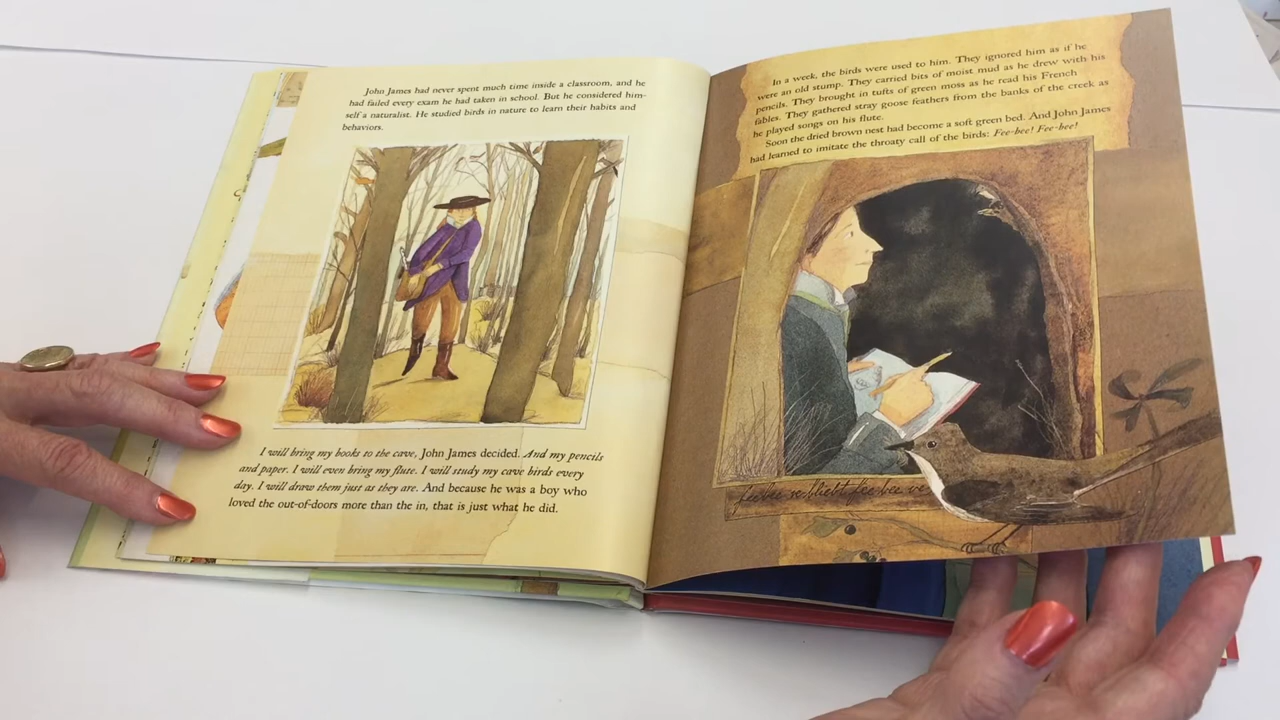 John James had never spent much time inside a classroom, and he
had failed every exam he had taken in school. But he considered him-
self a naturalist. He studied birds in nature to learn their habits and
behaviors.
I will bring my books to the cave, John James decided. And my pencils
and paper. I will even bring my flute. I will study my cave birds every
day. I will draw them just as they are. And because he was a boy who
loved the out-of-doors more than the in, that is just what he did.
In a week, the birds were used to him. They ignored him as if he
were an old stump. They carried bits of moist mud as he drew with his
pencils. They brought in tufts of green moss as he read his French
fables. They gathered stray goose feathers from the banks of the creek as
he played songs on his flute.
Soon the dried brown nest had become a soft green bed. And John James
had learned to imitate the throaty call of the birds: Fee-bee! Fee-bee!